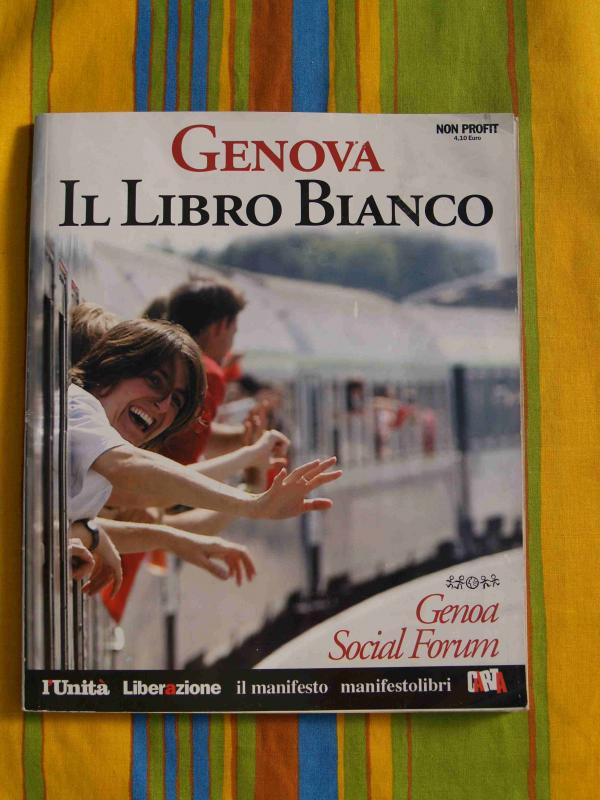 NON PROFIT
4,10 Euro
GENOVA
IL LIBRO BIANCO
Genoa
Social Forum
l'Unità Liberazione il manifesto manifestolibri CARTA